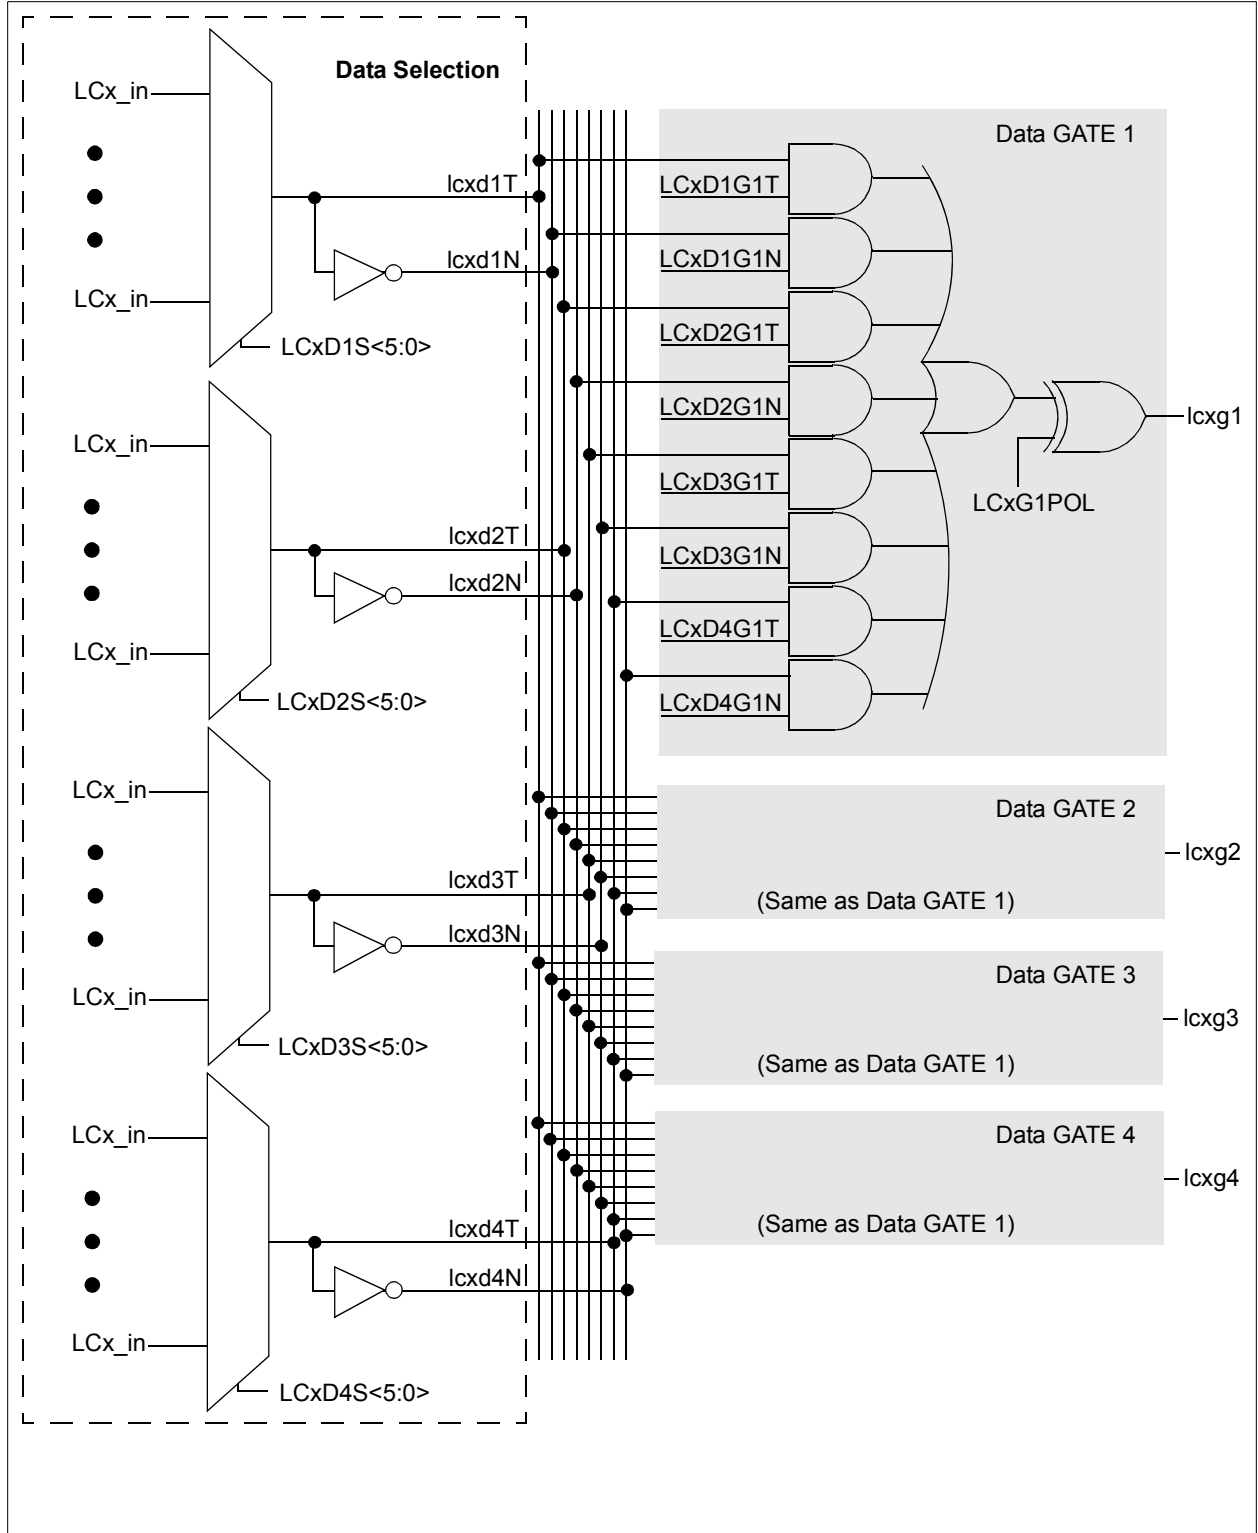 Data Selection
LCx_in
LCx_in
LCxD1S<5:0>
lcxd1T
lcxd1N
LCx_in
LCx_in
LCxD2S<5:0>
lcxd2T
lcxd2N
LCx_in
LCx_in
LCxD3S<5:0>
lcxd3T
lcxd3N
LCx_in
LCx_in
LCxD4S<5:0>
lcxd4T
lcxd4N
Data GATE 1
LCxD1G1T
LCxD1G1N
LCxD2G1T
LCxD2G1N
LCxD3G1T
LCxD3G1N
LCxD4G1T
LCxD4G1N
LCxG1POL
lcxg1
Data GATE 2
(Same as Data GATE 1)
lcxg2
Data GATE 3
(Same as Data GATE 1)
lcxg3
Data GATE 4
(Same as Data GATE 1)
lcxg4